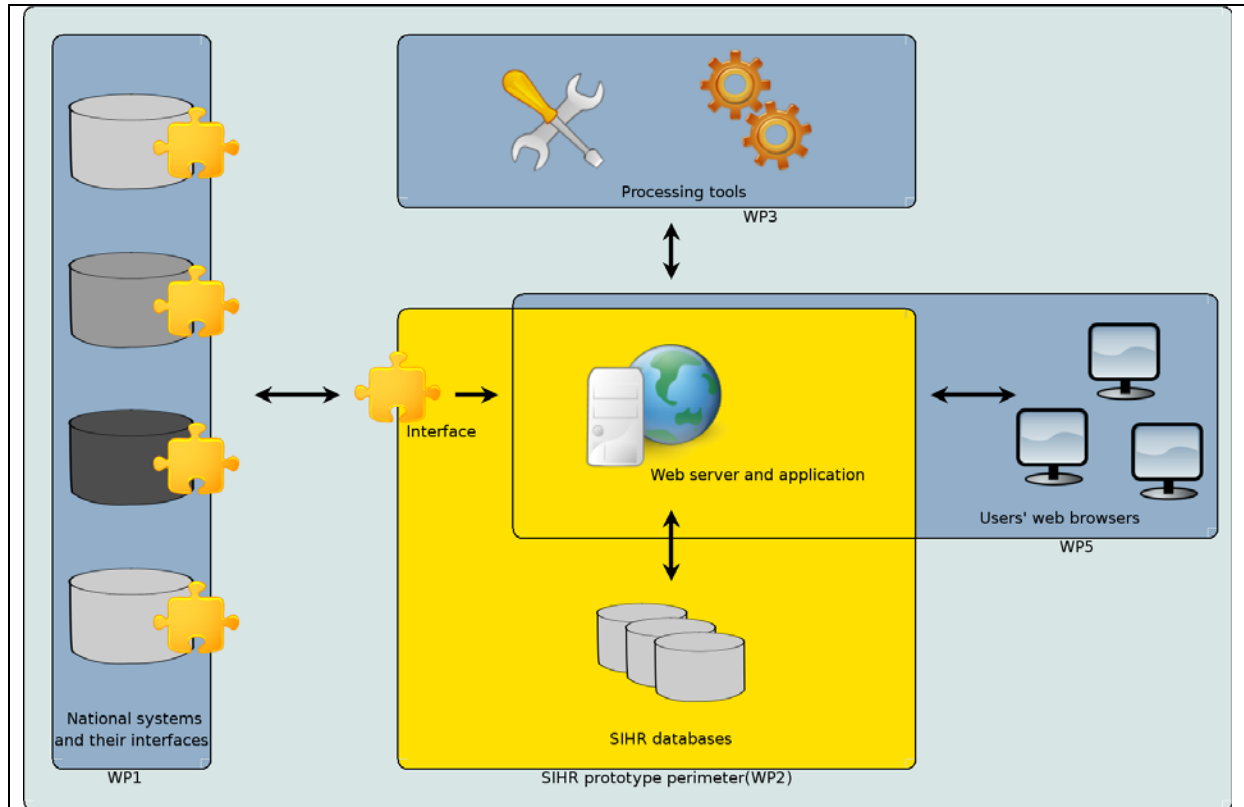 Processing tools
WP3
Interface
Web server and application
Users' web browsers
WP5
National systems
and their interfaces
WP1
SIHR databases
SIHR prototype perimeter(WP2)